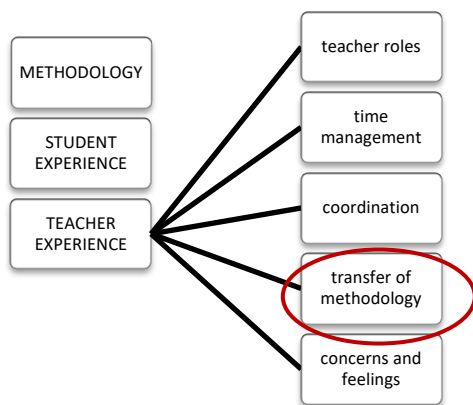 METHODOLOGY
STUDENT
EXPERIENCE
TEACHER
EXPERIENCE
teacher roles
time
management
coordination
transfer of
methodology
concerns and
feelings